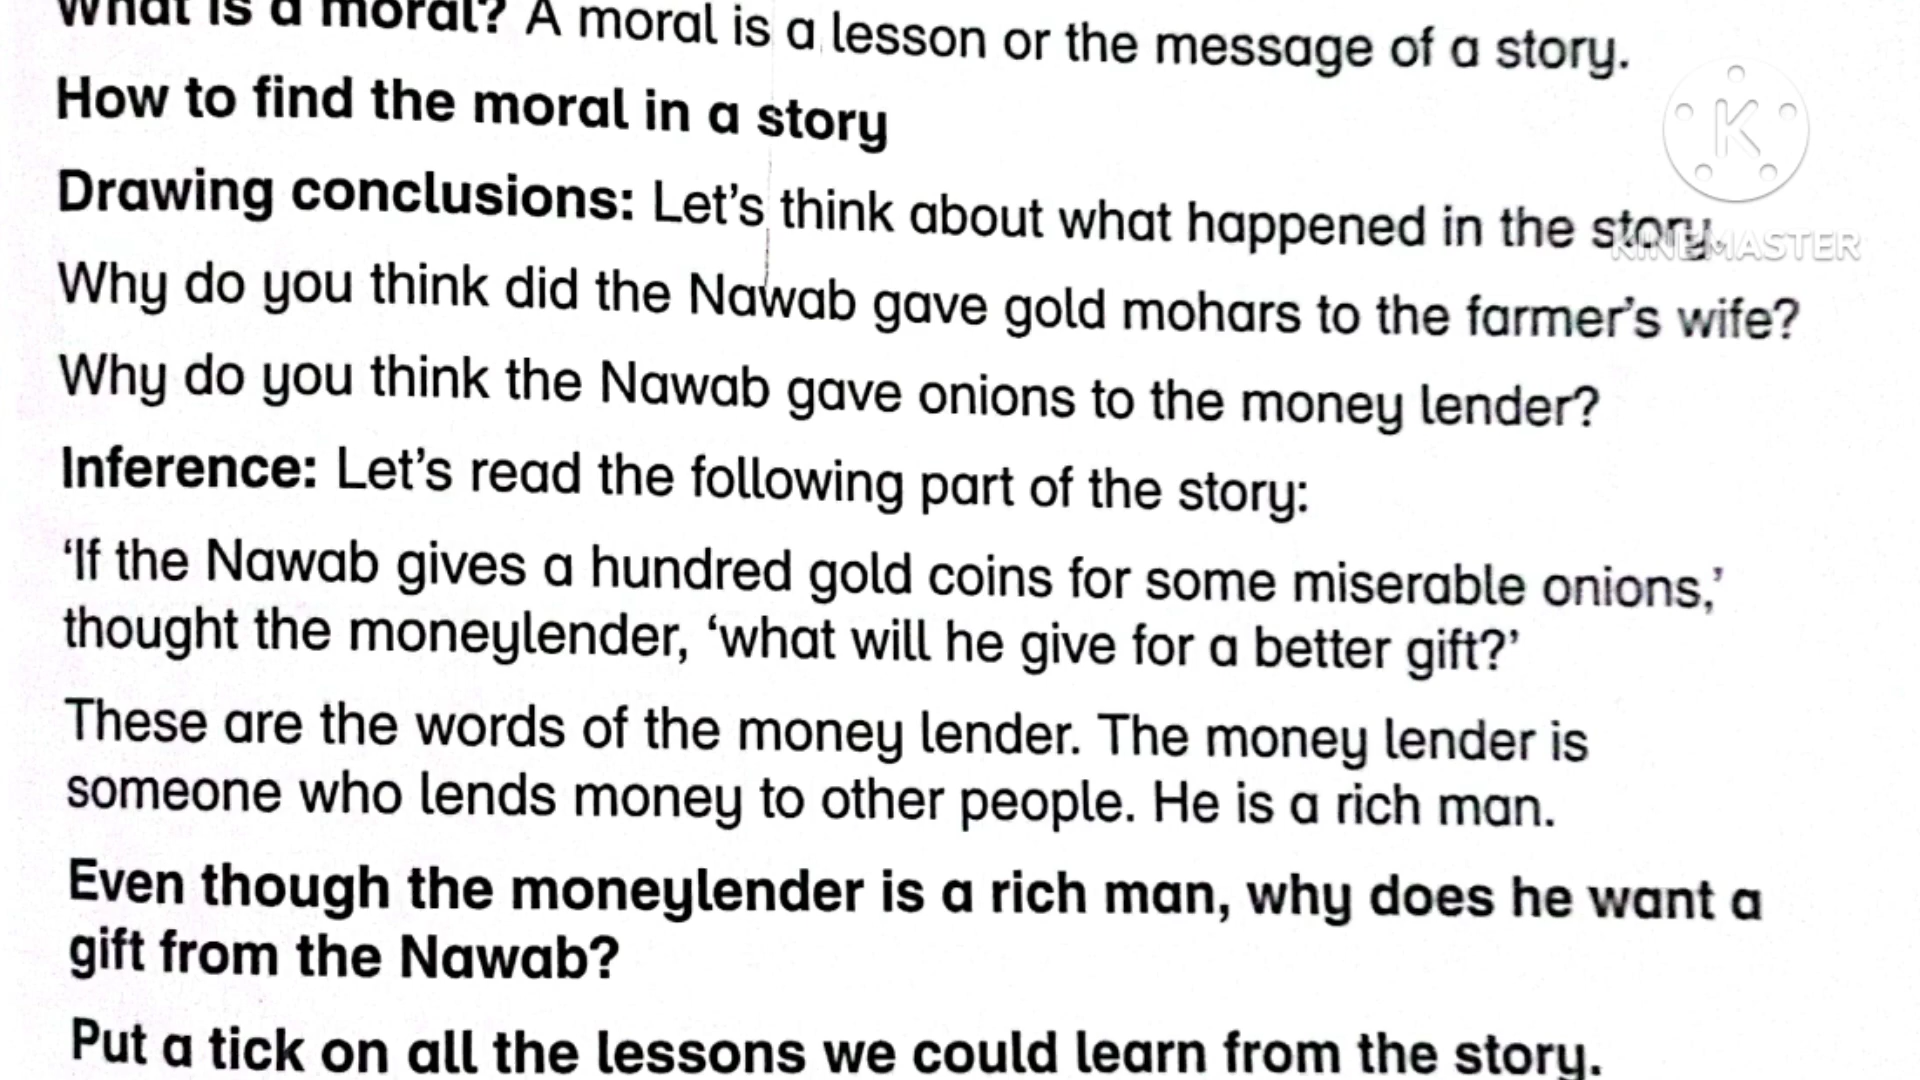 What is a moral? A moral is a lesson or the message of a story.
How to find the moral in a story
Drawing conclusions: Let's think about what happened in the story.
Why do you think did the Nawab gave gold mohars to the farmer's wife?
Why do you think the Nawab gave onions to the money lender?
Inference: Let's read the following part of the story:
'If the Nawab gives a hundred gold coins for some miserable onions,'
thought the moneylender, 'what will he give for a better gift?'
These are the words of the money lender. The money lender is
someone who lends money to other people. He is a rich man.
Even though the moneylender is a rich man, why does he want a
gift from the Nawab?
Put a tick on all the lessons we could learn from the story.
K
KINEMASTER